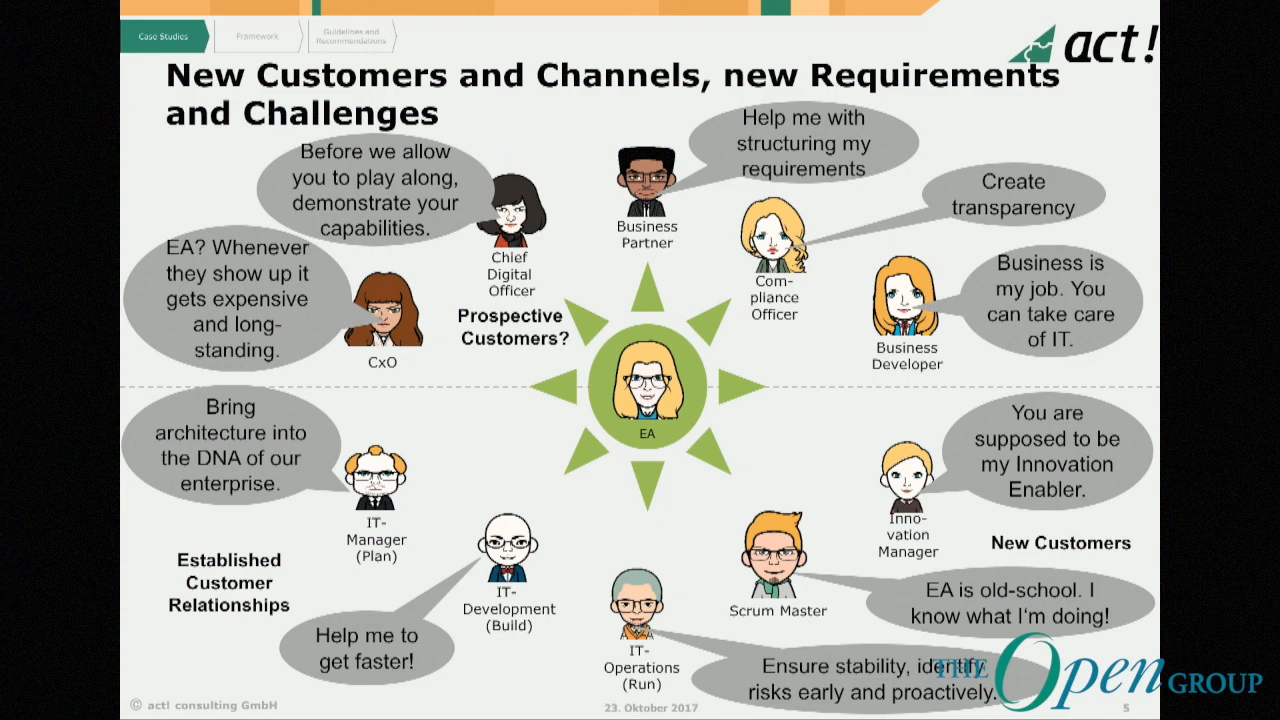 Case Studies
Framework
Guidelines and
Recommendations
act!
New Customers and Channels, new Requirements
and Challenges
Before we allow
you to play along,
demonstrate your
capabilities.
Chief
Digital
Officer
Help me with
structuring my
requirements
Business
Partner
Create
transparency
Com-
pliance
Officer
EA? Whenever
they show up it
gets expensive
and long-
standing.
CxO
Prospective
Customers?
Business is
my job. You
can take care
of IT.
Business
Developer
EA
Bring
architecture into
the DNA of our
enterprise.
IT-
Manager
(Plan)
You are
supposed to be
my Innovation
Enabler.
Inno-
vation
Manager
New Customers
Established
Customer
Relationships
Help me to
get faster!
IT-
Development
(Build)
IT-
Operations
(Run)
Scrum Master
EA is old-school. I
know what I'm doing!
Ensure stability, identify
risks early and proactively.
THE Open GROUP
© act! consulting GmbH
23. Oktober 2017
5